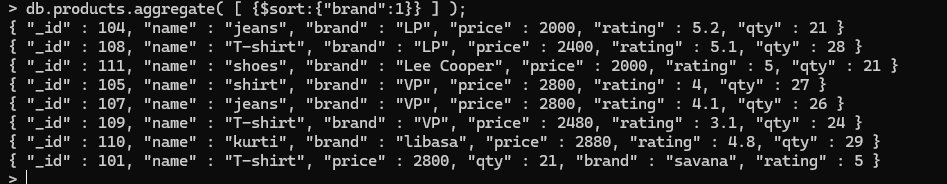 > db.products.aggregate( [ {$sort:{"brand":1}} ] );
{ "_id" : 104, "name" : "jeans", "brand" : "LP", "price" : 2000, "rating" : 5.2, "qty" : 21 }
{ "_id" : 108, "name" : "T-shirt", "brand" : "LP", "price" : 2400, "rating" : 5.1, "qty" : 28 }
{ "_id" : 111, "name" : "shoes", "brand" : "Lee Cooper", "price" : 2000, "rating" : 5, "qty" : 21 }
{ "_id" : 105, "name" : "shirt", "brand" : "VP", "price" : 2800, "rating" : 4, "qty" : 27 }
{ "_id" : 107, "name" : "jeans", "brand" : "VP", "price" : 2800, "rating" : 4.1, "qty" : 26 }
{ "_id" : 109, "name" : "T-shirt", "brand" : "VP", "price" : 2480, "rating" : 3.1, "qty" : 24 }
{ "_id" : 110, "name" : "kurti", "brand" : "libasa", "price" : 2880, "rating" : 4.8, "qty" : 29 }
{ "_id" : 101, "name" : "T-shirt", "price" : 2800, "qty" : 21, "brand" : "savana", "rating" : 5 }
>